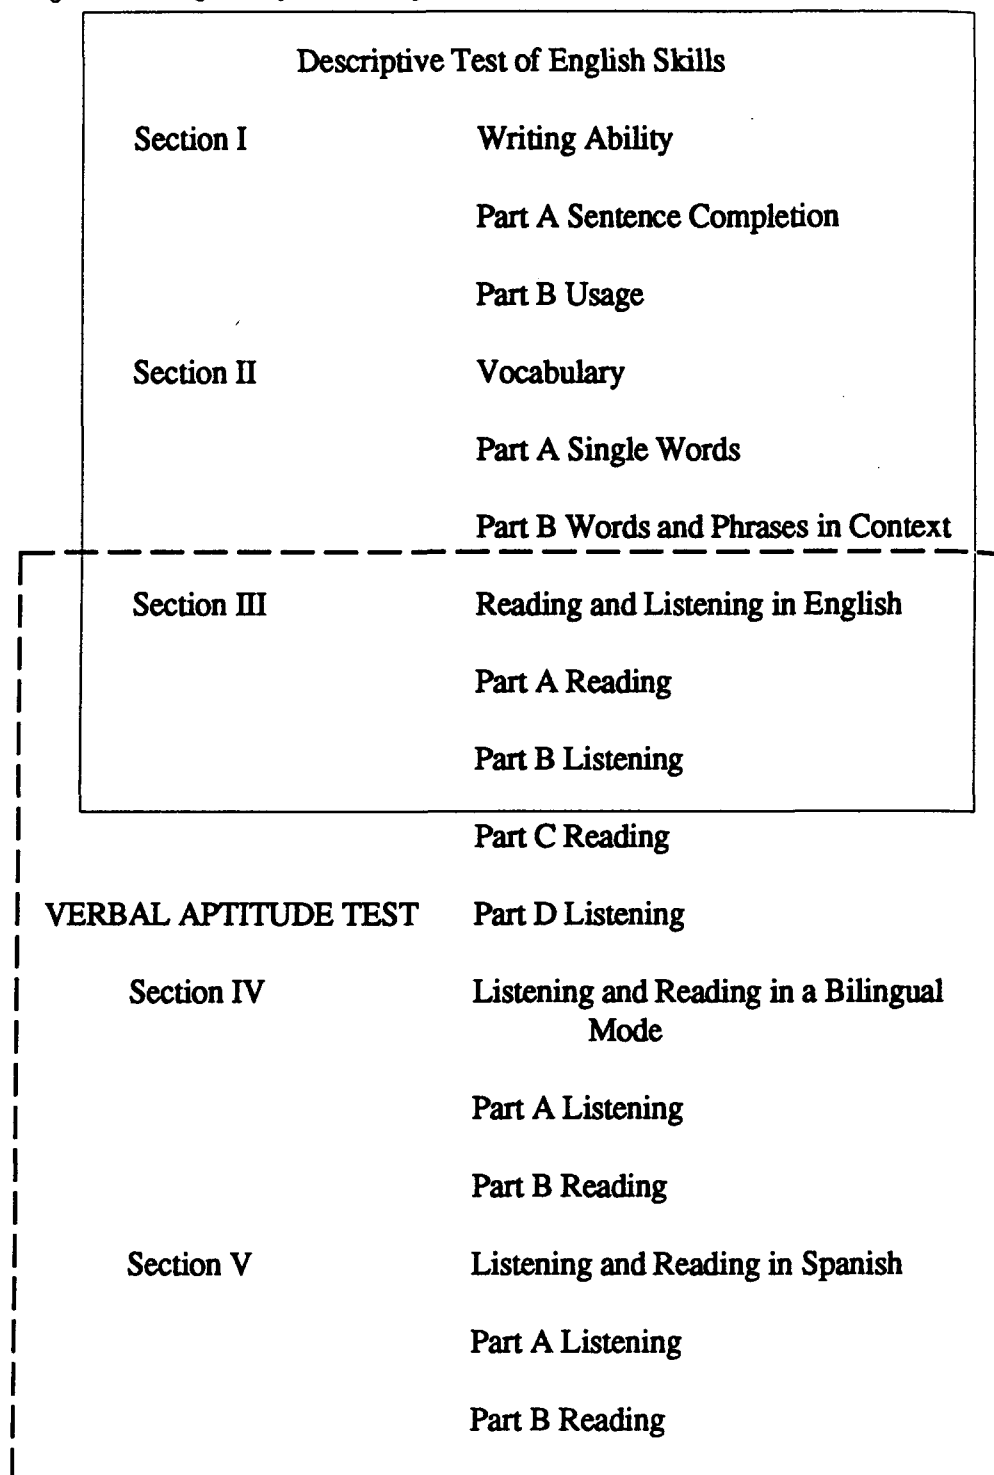 Descriptive Test of English Skills
Section I Writing Ability
Part A Sentence Completion
Part B Usage
Section II Vocabulary
Part A Single Words
Part B Words and Phrases in Context
Section III Reading and Listening in English
Part A Reading
Part B Listening
Part C Reading
VERBAL APTITUDE TEST Part D Listening
Section IV Listening and Reading in a Bilingual
Mode
Part A Listening
Part B Reading
Section V Listening and Reading in Spanish
Part A Listening
Part B Reading